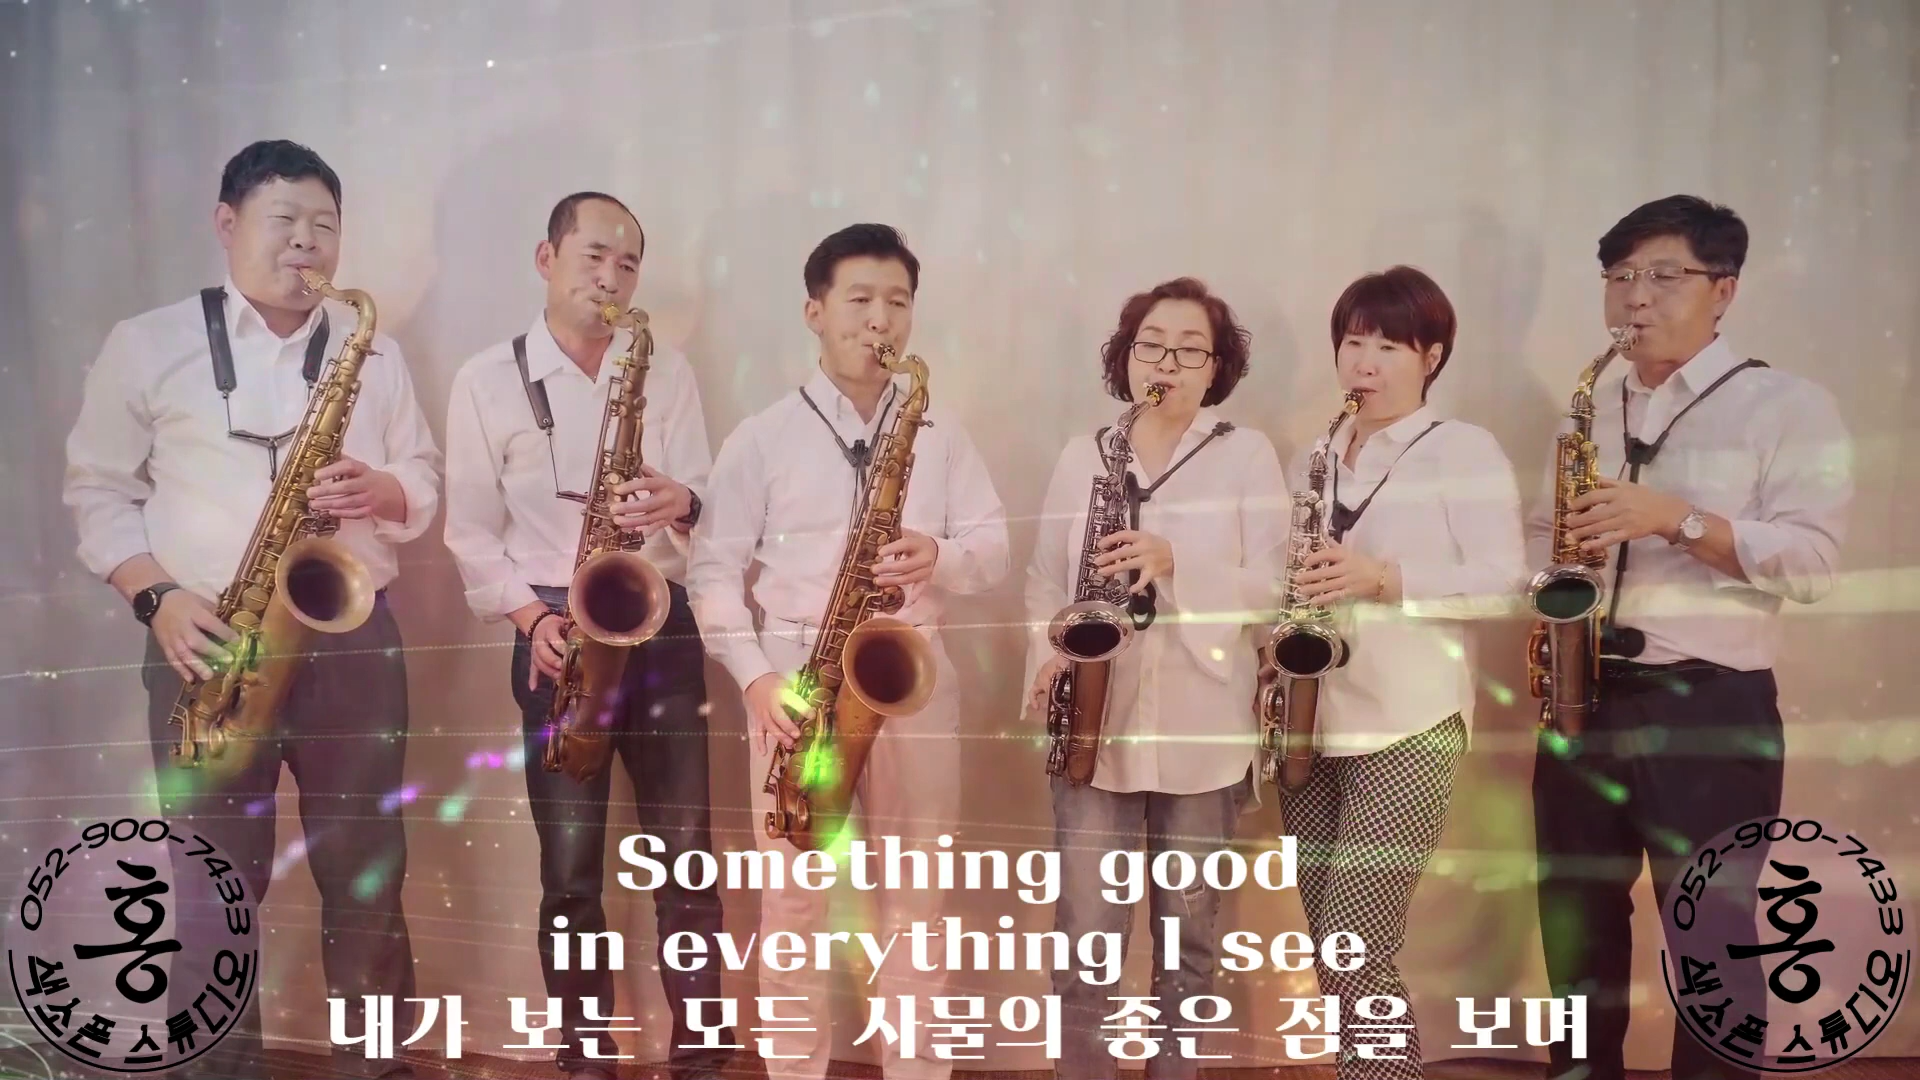 Something good
in everything I see
내가 보는 모든 사물의 좋은 점을 보며
052-900-7433
홍
색소폰 스튜디오
052-900-7433
홍
색소폰 스튜디오